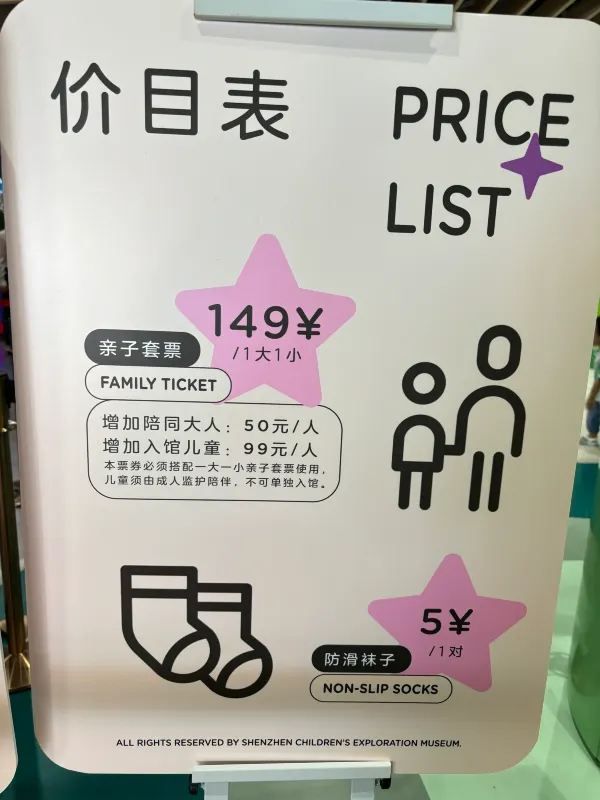 价目表
PRICE
LIST
149¥
/1大1小
亲子套票
FAMILY TICKET
增加陪同大人：50元/人
增加入馆儿童：99元/人
本票券必须搭配一大一小亲子套票使用，
儿童须由成人监护陪伴，不可单独入馆。
5¥
/1对
防滑袜子
NON-SLIP SOCKS
ALL RIGHTS RESERVED BY SHENZHEN CHILDREN'S EXPLORATION MUSEUM.